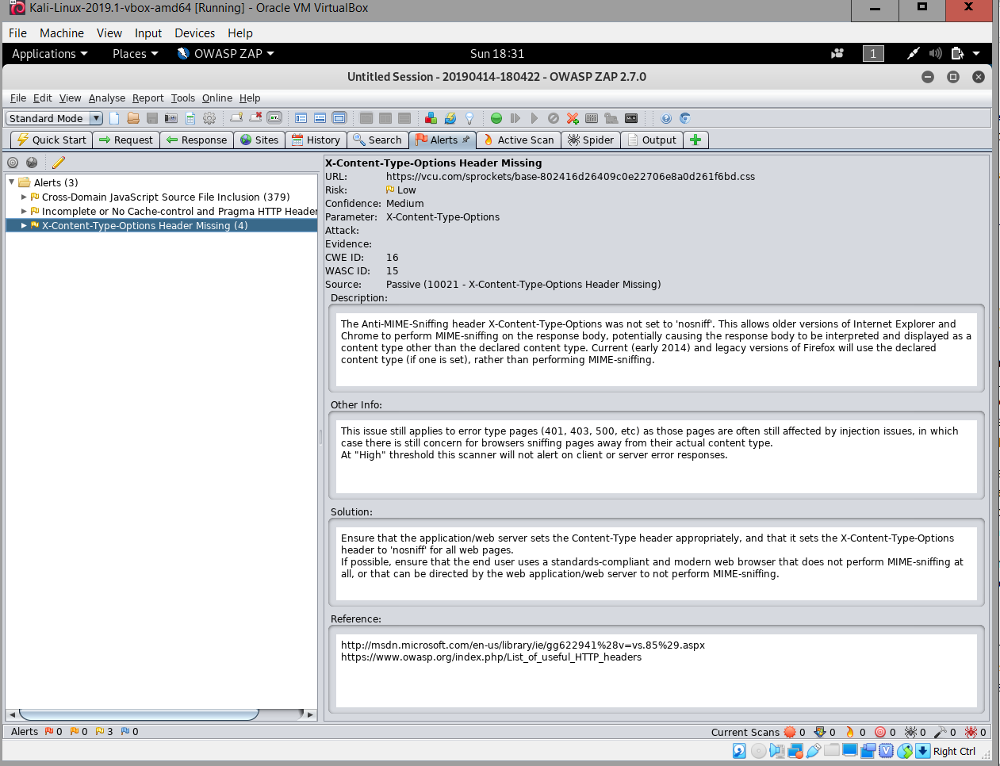 Kali-Linux-2019.1-vbox-amd64 [Running] - Oracle VM VirtualBox
File Machine View Input Devices Help
Applications Places OWASP ZAP Sun 18:31 1
Untitled Session - 20190414-180422 - OWASP ZAP 2.7.0
File Edit View Analyse Report Tools Online Help
Standard Mode
Quick Start Request Response Sites History Search Alerts Active Scan Spider Output
Alerts (3)
Cross-Domain JavaScript Source File Inclusion (379)
Incomplete or No Cache-control and Pragma HTTP Header
X-Content-Type-Options Header Missing (4)
X-Content-Type-Options Header Missing
URL: https://vcu.com/sprockets/base-802416d26409c0e22706e8a0d261f6bd.css
Risk: Low
Confidence: Medium
Parameter: X-Content-Type-Options
Attack:
Evidence:
CWE ID: 16
WASC ID: 15
Source: Passive (10021 - X-Content-Type-Options Header Missing)
Description:
The Anti-MIME-Sniffing header X-Content-Type-Options was not set to 'nosniff'. This allows older versions of Internet Explorer and
Chrome to perform MIME-sniffing on the response body, potentially causing the response body to be interpreted and displayed as a
content type other than the declared content type. Current (early 2014) and legacy versions of Firefox will use the declared
content type (if one is set), rather than performing MIME-sniffing.
Other Info:
This issue still applies to error type pages (401, 403, 500, etc) as those pages are often still affected by injection issues, in which
case there is still concern for browsers sniffing pages away from their actual content type.
At "High" threshold this scanner will not alert on client or server error responses.
Solution:
Ensure that the application/web server sets the Content-Type header appropriately, and that it sets the X-Content-Type-Options
header to 'nosniff' for all web pages.
If possible, ensure that the end user uses a standards-compliant and modern web browser that does not perform MIME-sniffing at
all, or that can be directed by the web application/web server to not perform MIME-sniffing.
Reference:
http://msdn.microsoft.com/en-us/library/ie/gg622941%28v=vs.85%29.aspx
https://www.owasp.org/index.php/List_of_useful_HTTP_headers
Alerts 0 0 3 0 Current Scans 0 0 0 0 0 0 0
Right Ctrl